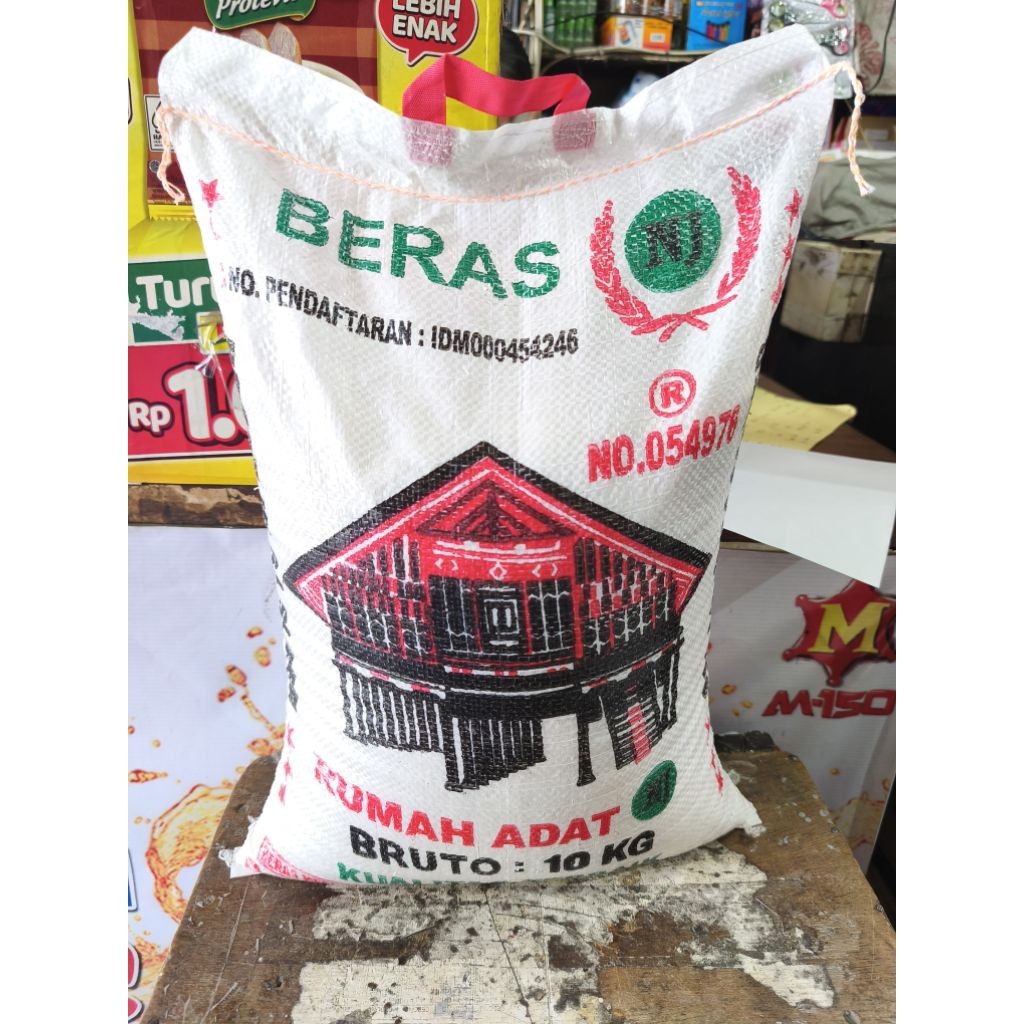 LEBIH
ENAK
BERAS
NJ
NO. PENDAFTARAN : IDM000454246
®
NO.054976
Rp 1.
M
M-150
RUMAH ADAT
NJ
BRUTO : 10 KG